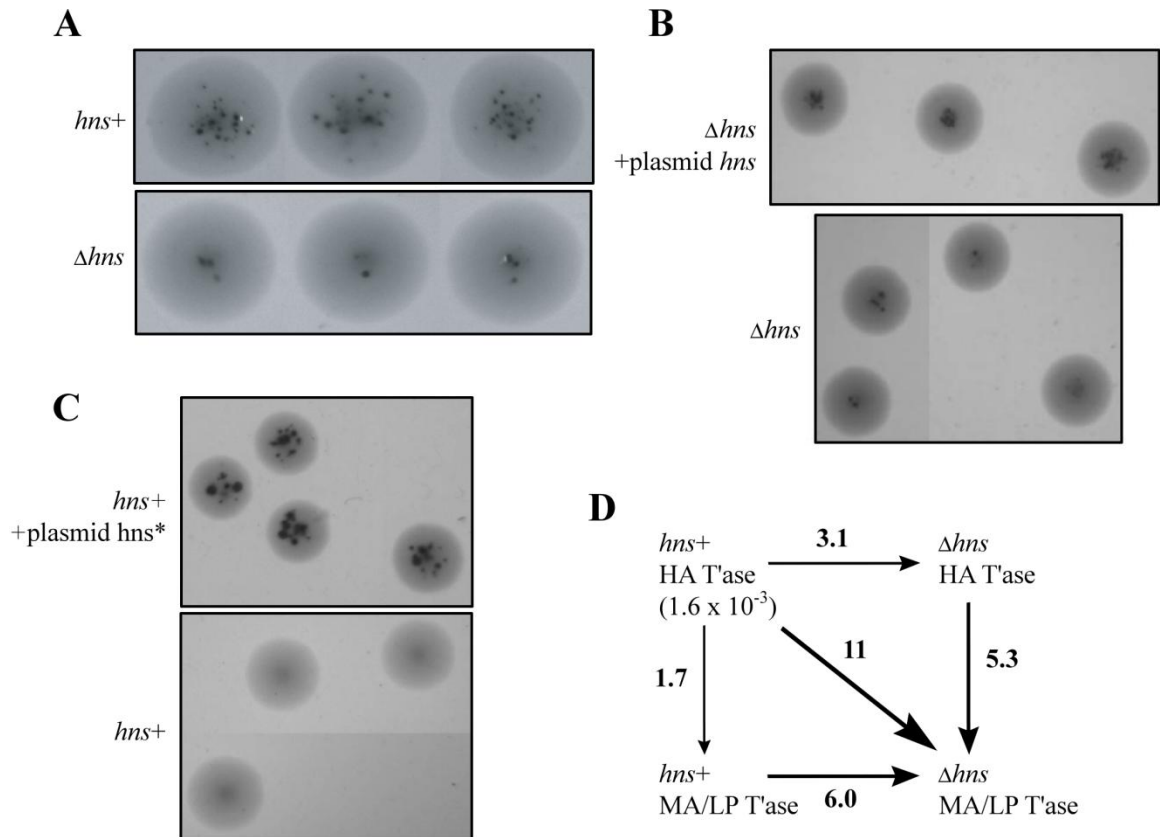 A
hns+
Δhns
B
Δhns
+plasmid hns
Δhns
C
hns+
+plasmid hns*
hns+
D
hns+
HA T'ase
(1.6 x 10-3)
3.1
Δhns
HA T'ase
1.7
11
5.3
hns+
MA/LP T'ase
6.0
Δhns
MA/LP T'ase